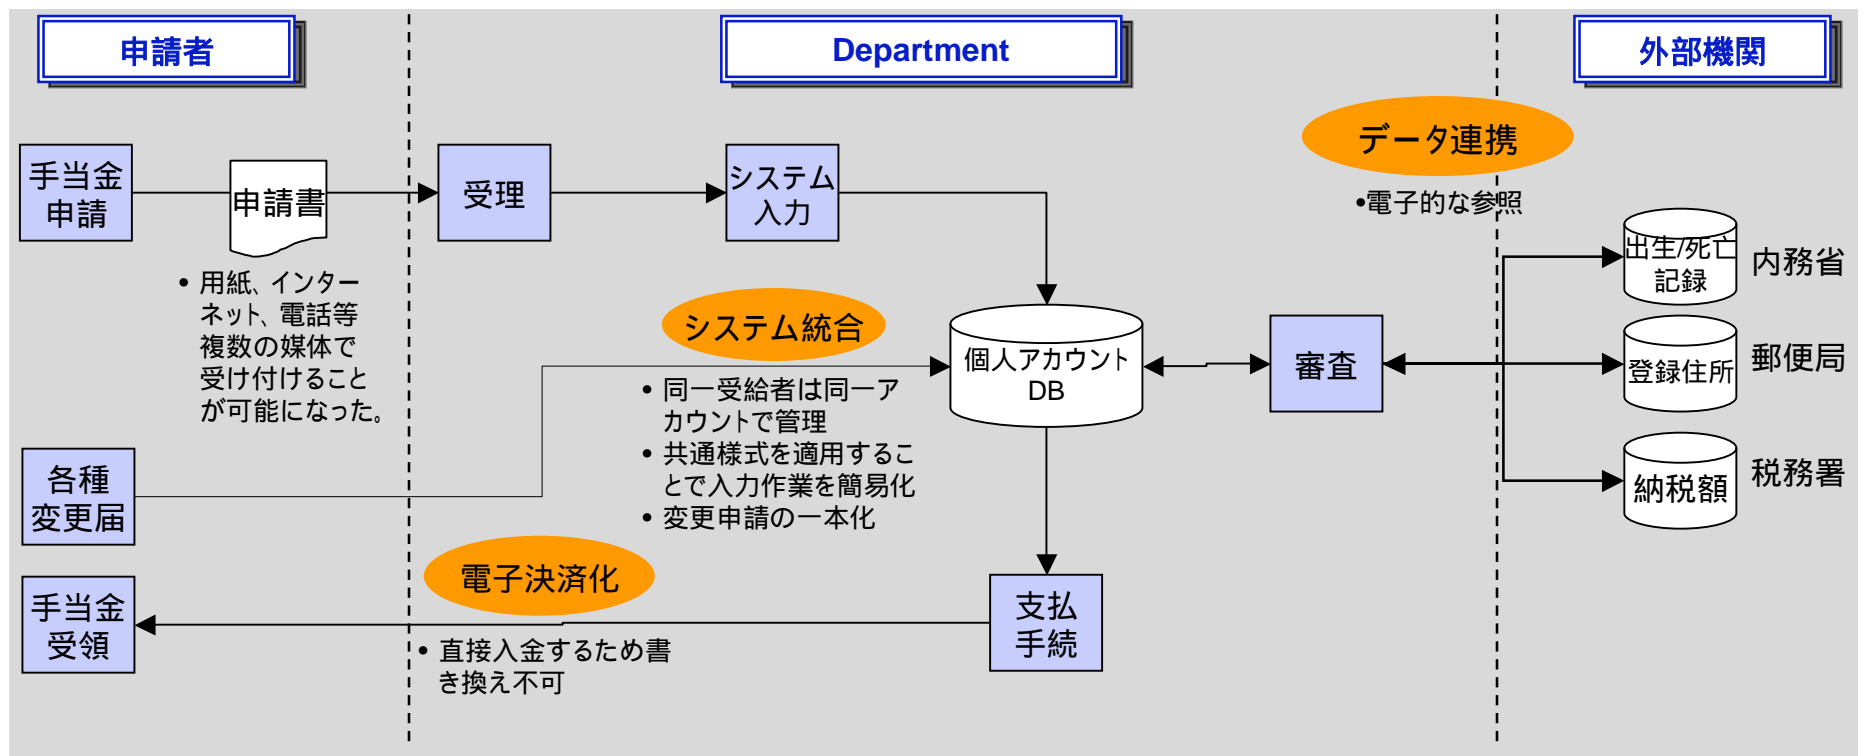 申請者
Department
外部機関
データ連携
•電子的な参照
手当金
申請
申請書
受理
システム
入力
• 用紙、インター
ネット、電話等
複数の媒体で
受け付けること
が可能になった。
システム統合
• 同一受給者は同一ア
カウントで管理
• 共通様式を適用するこ
とで入力作業を簡易化
• 変更申請の一本化
個人アカウント
DB
審査
出生/死亡
記録
内務省
登録住所
郵便局
納税額
税務署
各種
変更届
電子決済化
• 直接入金するため書
き換え不可
手当金
受領
支払
手続